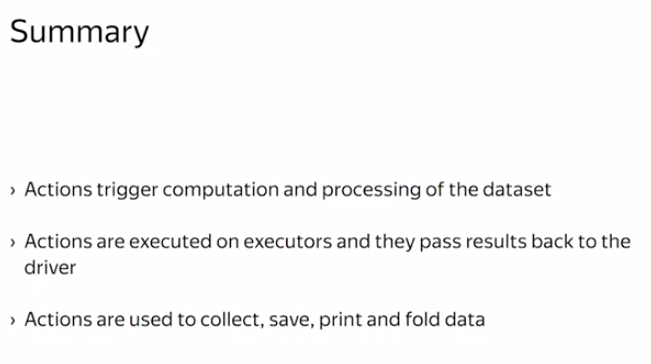 Summary
› Actions trigger computation and processing of the dataset
› Actions are executed on executors and they pass results back to the
driver
› Actions are used to collect, save, print and fold data